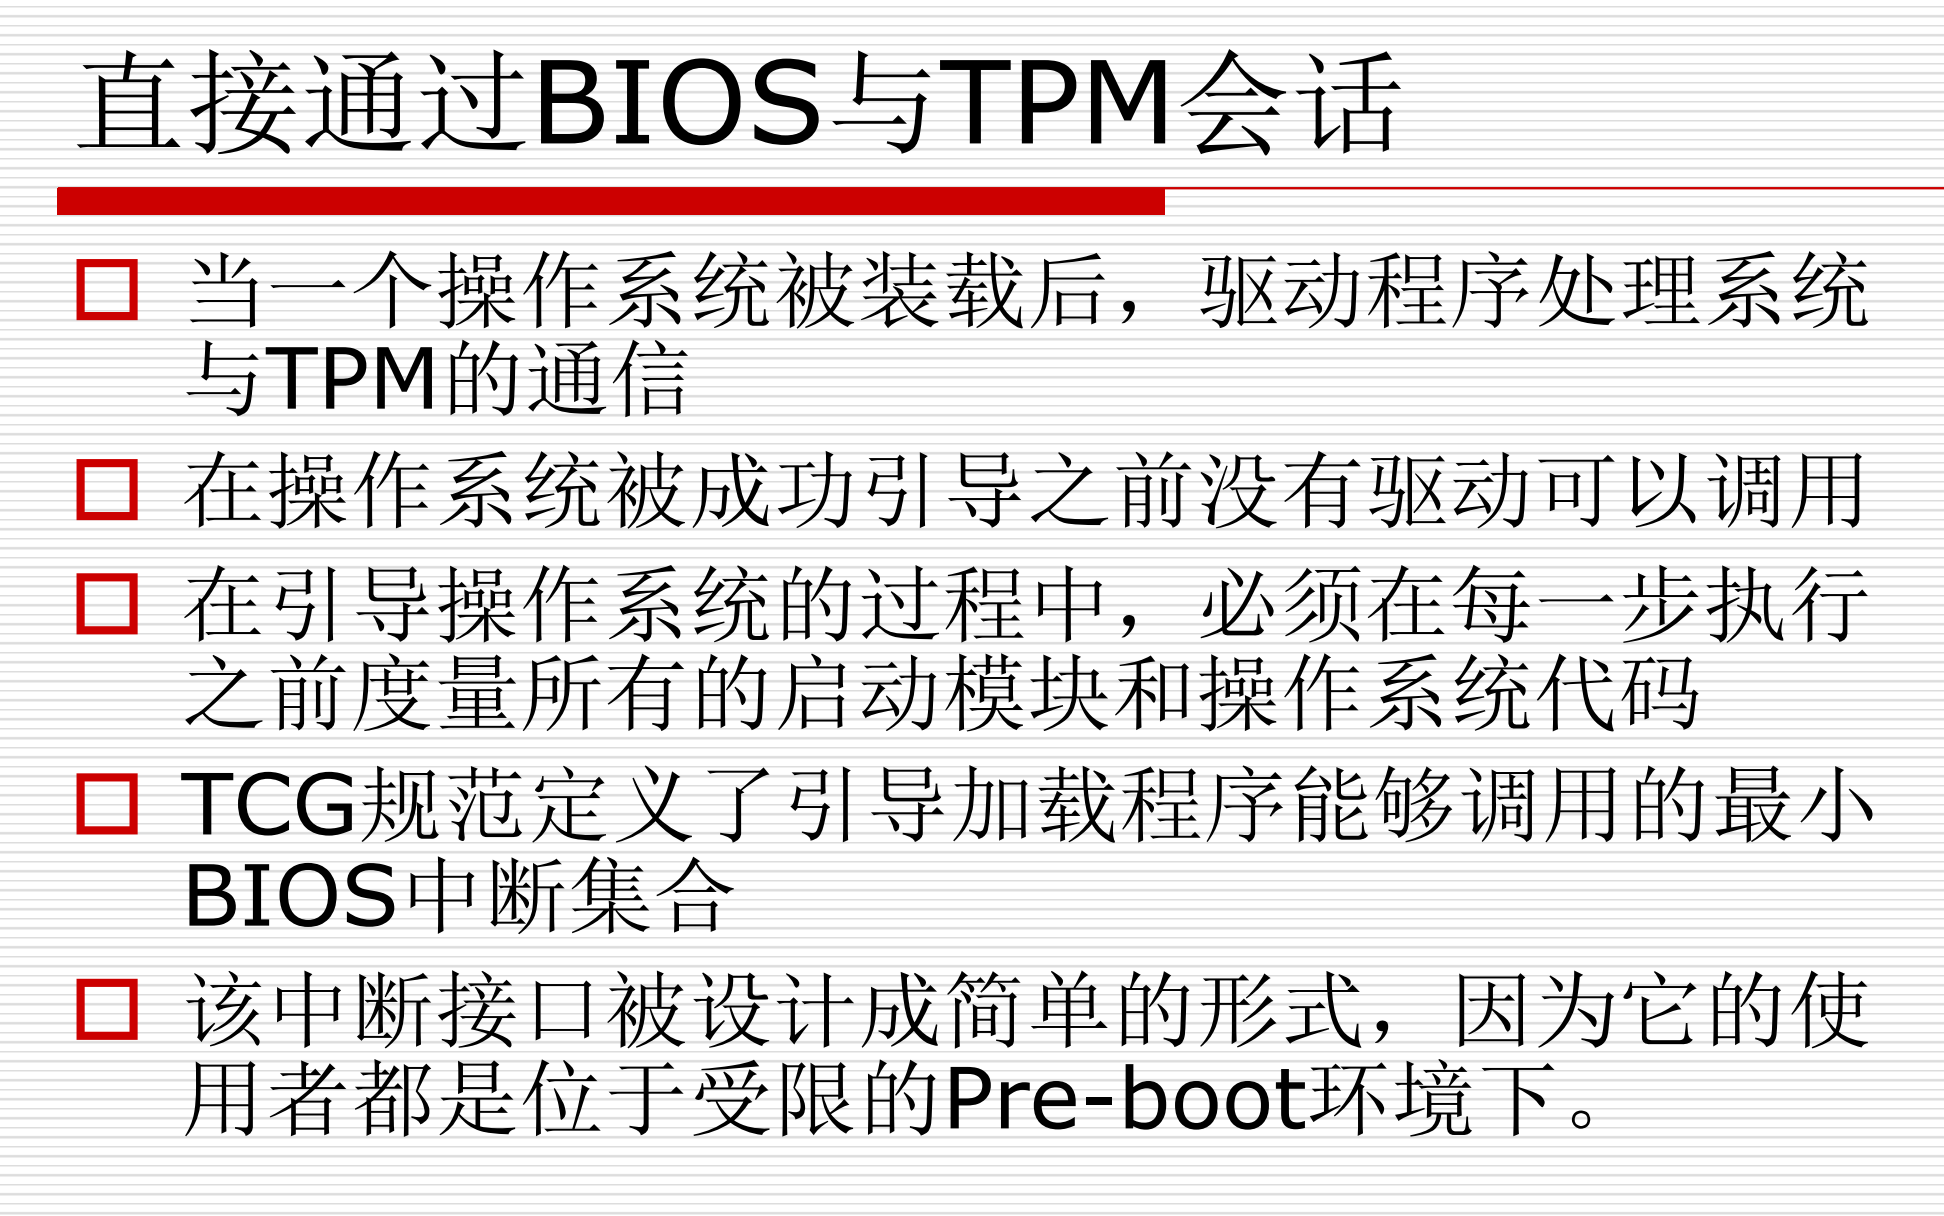 直接通过BIOS与TPM会话
当一个操作系统被装载后，驱动程序处理系统
与TPM的通信
在操作系统被成功引导之前没有驱动可以调用
在引导操作系统的过程中，必须在每一步执行
之前度量所有的启动模块和操作系统代码
TCG规范定义了引导加载程序能够调用的最小
BIOS中断集合
该中断接口被设计成简单的形式，因为它的使
用者都是位于受限的Pre-boot环境下。